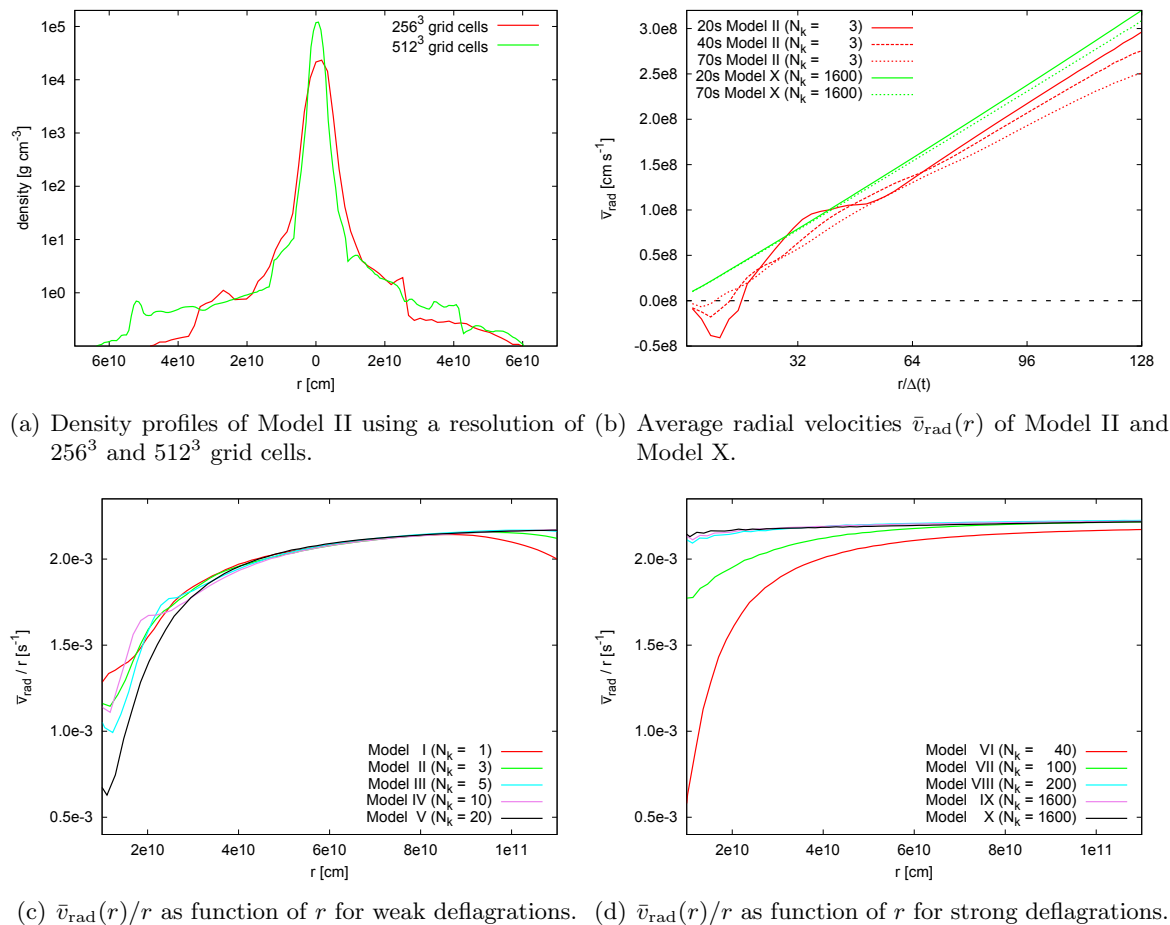 256³ grid cells
512³ grid cells
1e5
1e4
1e3
1e2
1e1
1e0
density [g cm⁻³]
6e10 4e10 2e10 0 2e10 4e10 6e10
r [cm]
20s Model II (N_k = 3)
40s Model II (N_k = 3)
70s Model II (N_k = 3)
20s Model X (N_k = 1600)
70s Model X (N_k = 1600)
3.0e8
2.5e8
2.0e8
1.5e8
1.0e8
0.5e8
0.0e8
-0.5e8
v̅_rad [cm s⁻¹]
32 64 96 128
r/Δ(t)
(a) Density profiles of Model II using a resolution of
256³ and 512³ grid cells.
(b) Average radial velocities v̅_rad(r) of Model II and
Model X.
2.0e-3
1.5e-3
1.0e-3
0.5e-3
v̅_rad / r [s⁻¹]
Model I (N_k = 1)
Model II (N_k = 3)
Model III (N_k = 5)
Model IV (N_k = 10)
Model V (N_k = 20)
2e10 4e10 6e10 8e10 1e11
r [cm]
2.0e-3
1.5e-3
1.0e-3
0.5e-3
v̅_rad / r [s⁻¹]
Model VI (N_k = 40)
Model VII (N_k = 100)
Model VIII (N_k = 200)
Model IX (N_k = 1600)
Model X (N_k = 1600)
2e10 4e10 6e10 8e10 1e11
r [cm]
(c) v̅_rad(r)/r as function of r for weak deflagrations.
(d) v̅_rad(r)/r as function of r for strong deflagrations.